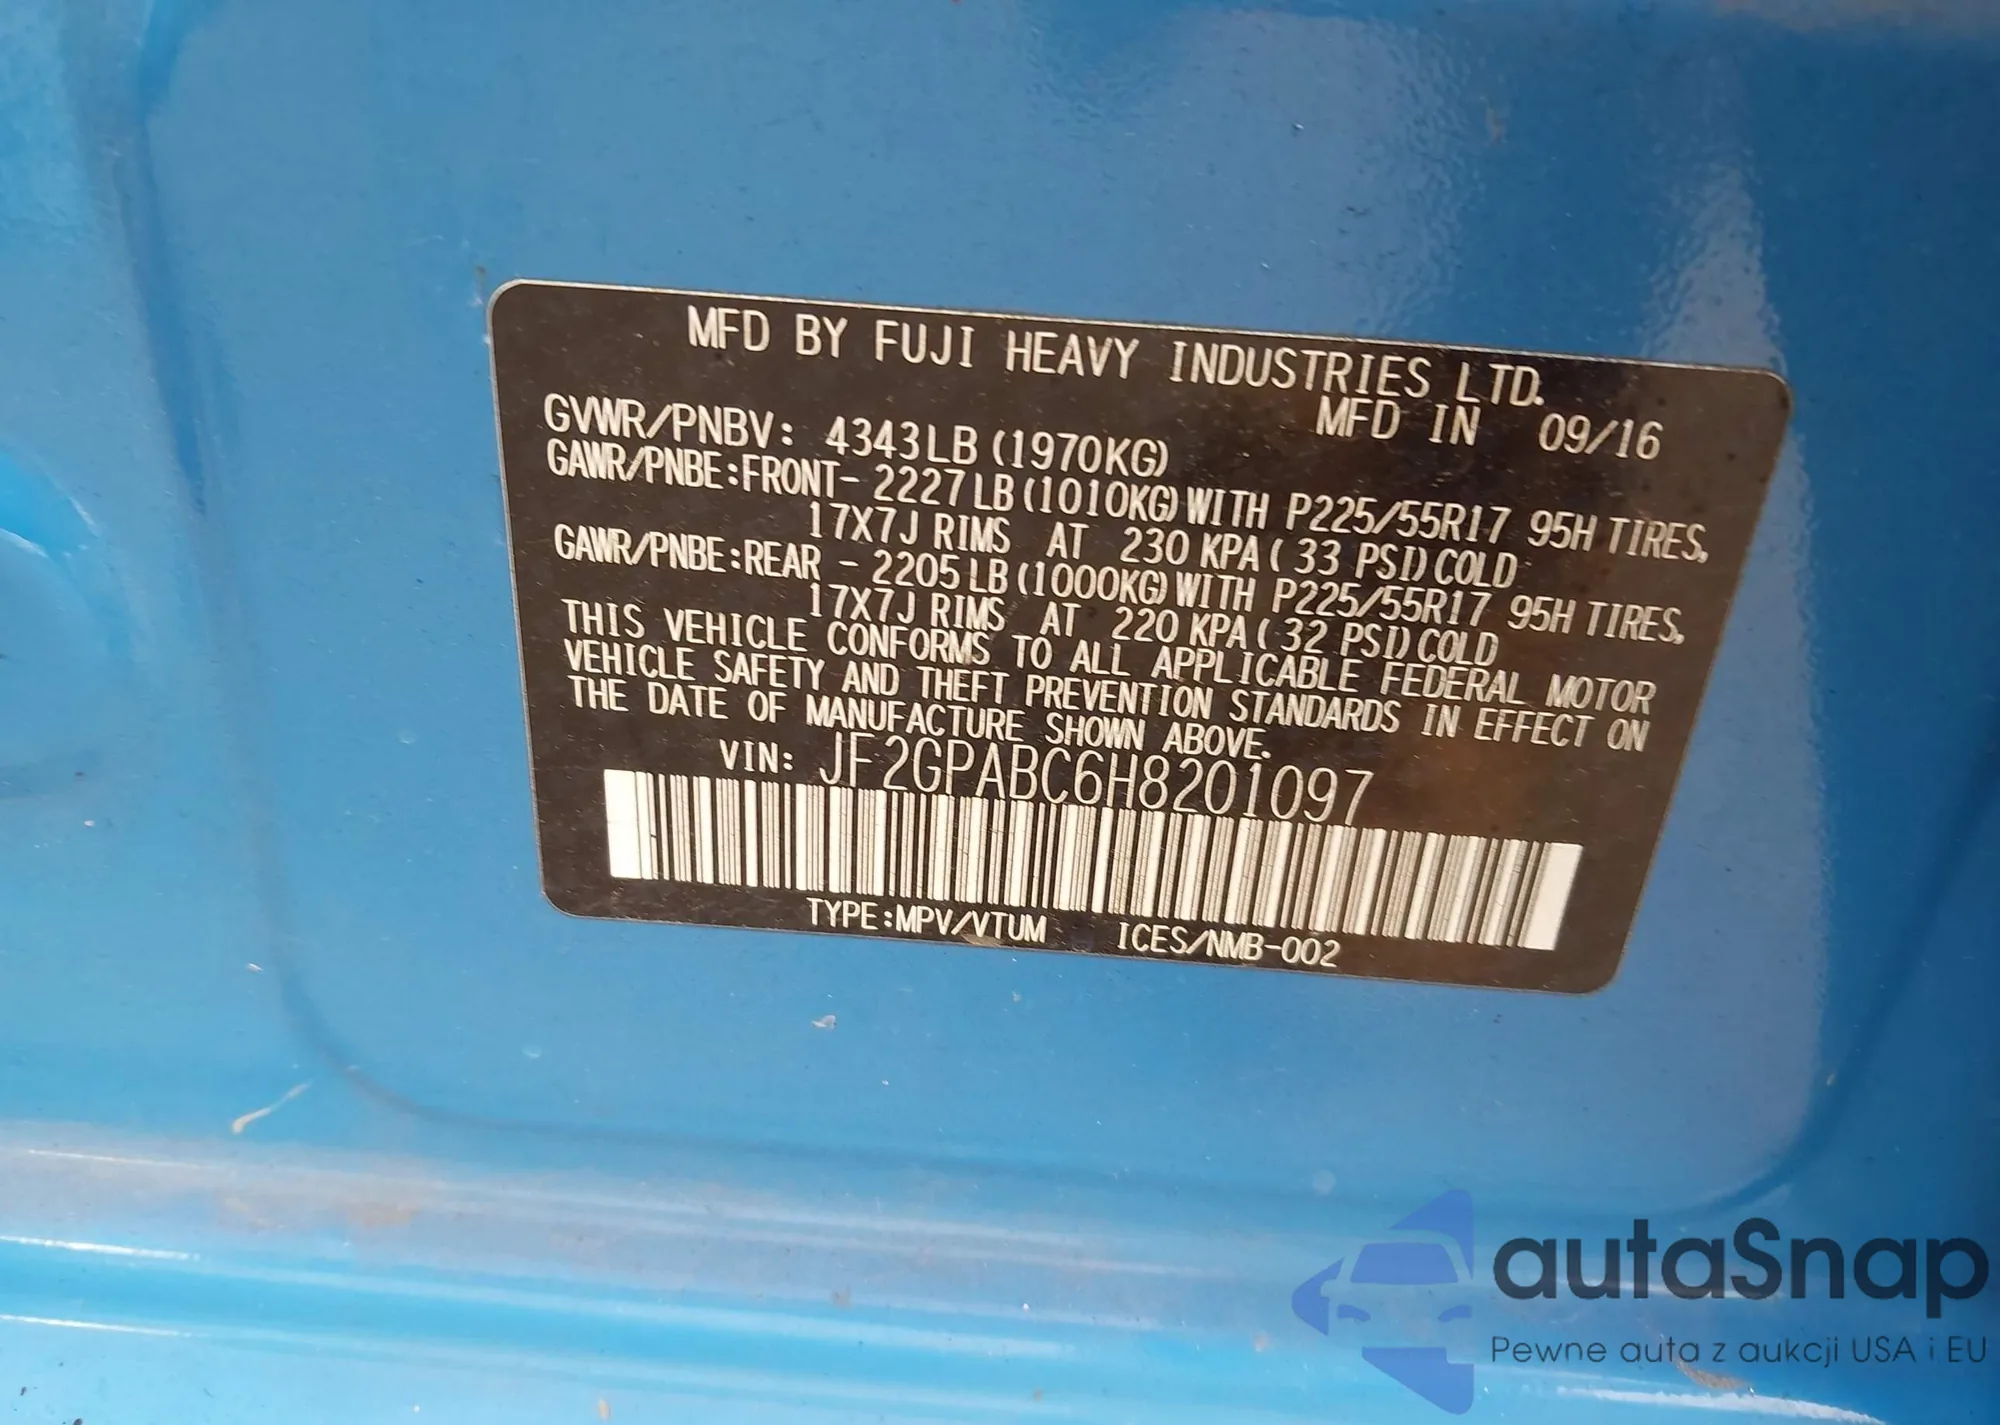 MFD BY FUJI HEAVY INDUSTRIES LTD.
MFD IN 09/16
GVWR/PNBV: 4343LB (1970KG)
GAWR/PNBE:FRONT- 2227LB(1010KG)WITH P225/55R17 95H TIRES,
17X7J RIMS AT 230 KPA( 33 PSI)COLD
GAWR/PNBE:REAR - 2205LB(1000KG)WITH P225/55R17 95H TIRES,
17X7J RIMS AT 220 KPA( 32 PSI)COLD
THIS VEHICLE CONFORMS TO ALL APPLICABLE FEDERAL MOTOR
VEHICLE SAFETY AND THEFT PREVENTION STANDARDS IN EFFECT ON
THE DATE OF MANUFACTURE SHOWN ABOVE.
VIN: JF2GPABC6H8201097
TYPE:MPV/VTUM ICES/NMB-002
autaSnap
Pewne auta z aukcji USA i EU